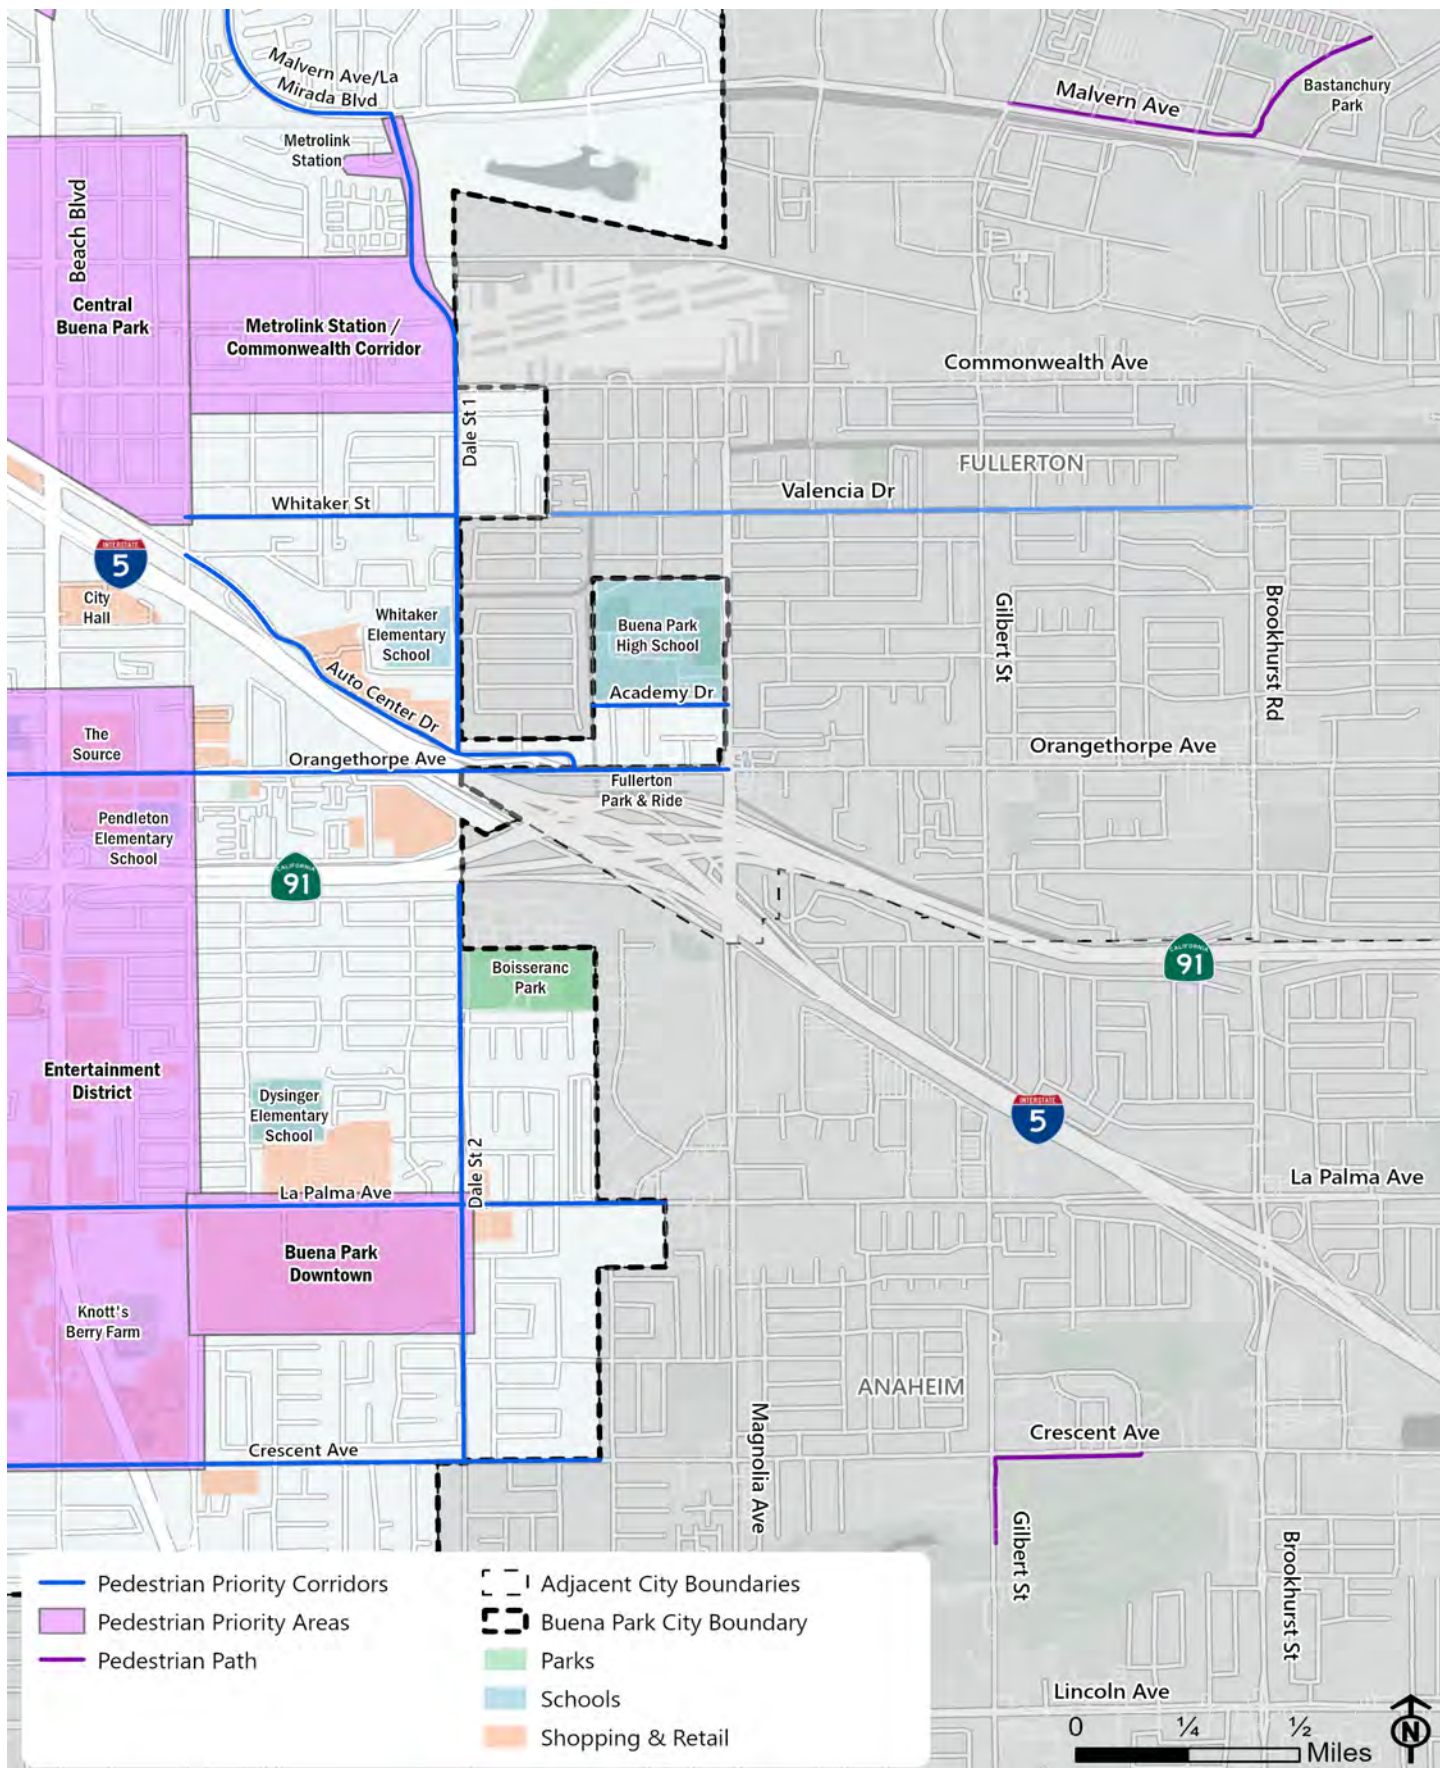 Malvern Ave/La
Mirada Blvd
Malvern Ave
Bastanchury
Park
Metrolink
Station
Beach Blvd
Central
Buena Park
Metrolink Station /
Commonwealth Corridor
Commonwealth Ave
Dale St 1
FULLERTON
Whitaker St
Valencia Dr
INTERSTATE
5
City
Hall
Whitaker
Elementary
School
Buena Park
High School
Gilbert St
Brookhurst Rd
Academy Dr
Auto Center Dr
The
Source
Orangethorpe Ave
Orangethorpe Ave
Fullerton
Park & Ride
Pendleton
Elementary
School
CALIFORNIA
91
CALIFORNIA
91
Boisseranc
Park
Entertainment
District
Dysinger
Elementary
School
INTERSTATE
5
Dale St 2
La Palma Ave
La Palma Ave
Buena Park
Downtown
Knott's
Berry Farm
ANAHEIM
Magnolia Ave
Crescent Ave
Crescent Ave
Gilbert St
Brookhurst St
Pedestrian Priority Corridors
Pedestrian Priority Areas
Pedestrian Path
Adjacent City Boundaries
Buena Park City Boundary
Parks
Schools
Shopping & Retail
Lincoln Ave
0 ¼ ½
Miles
N